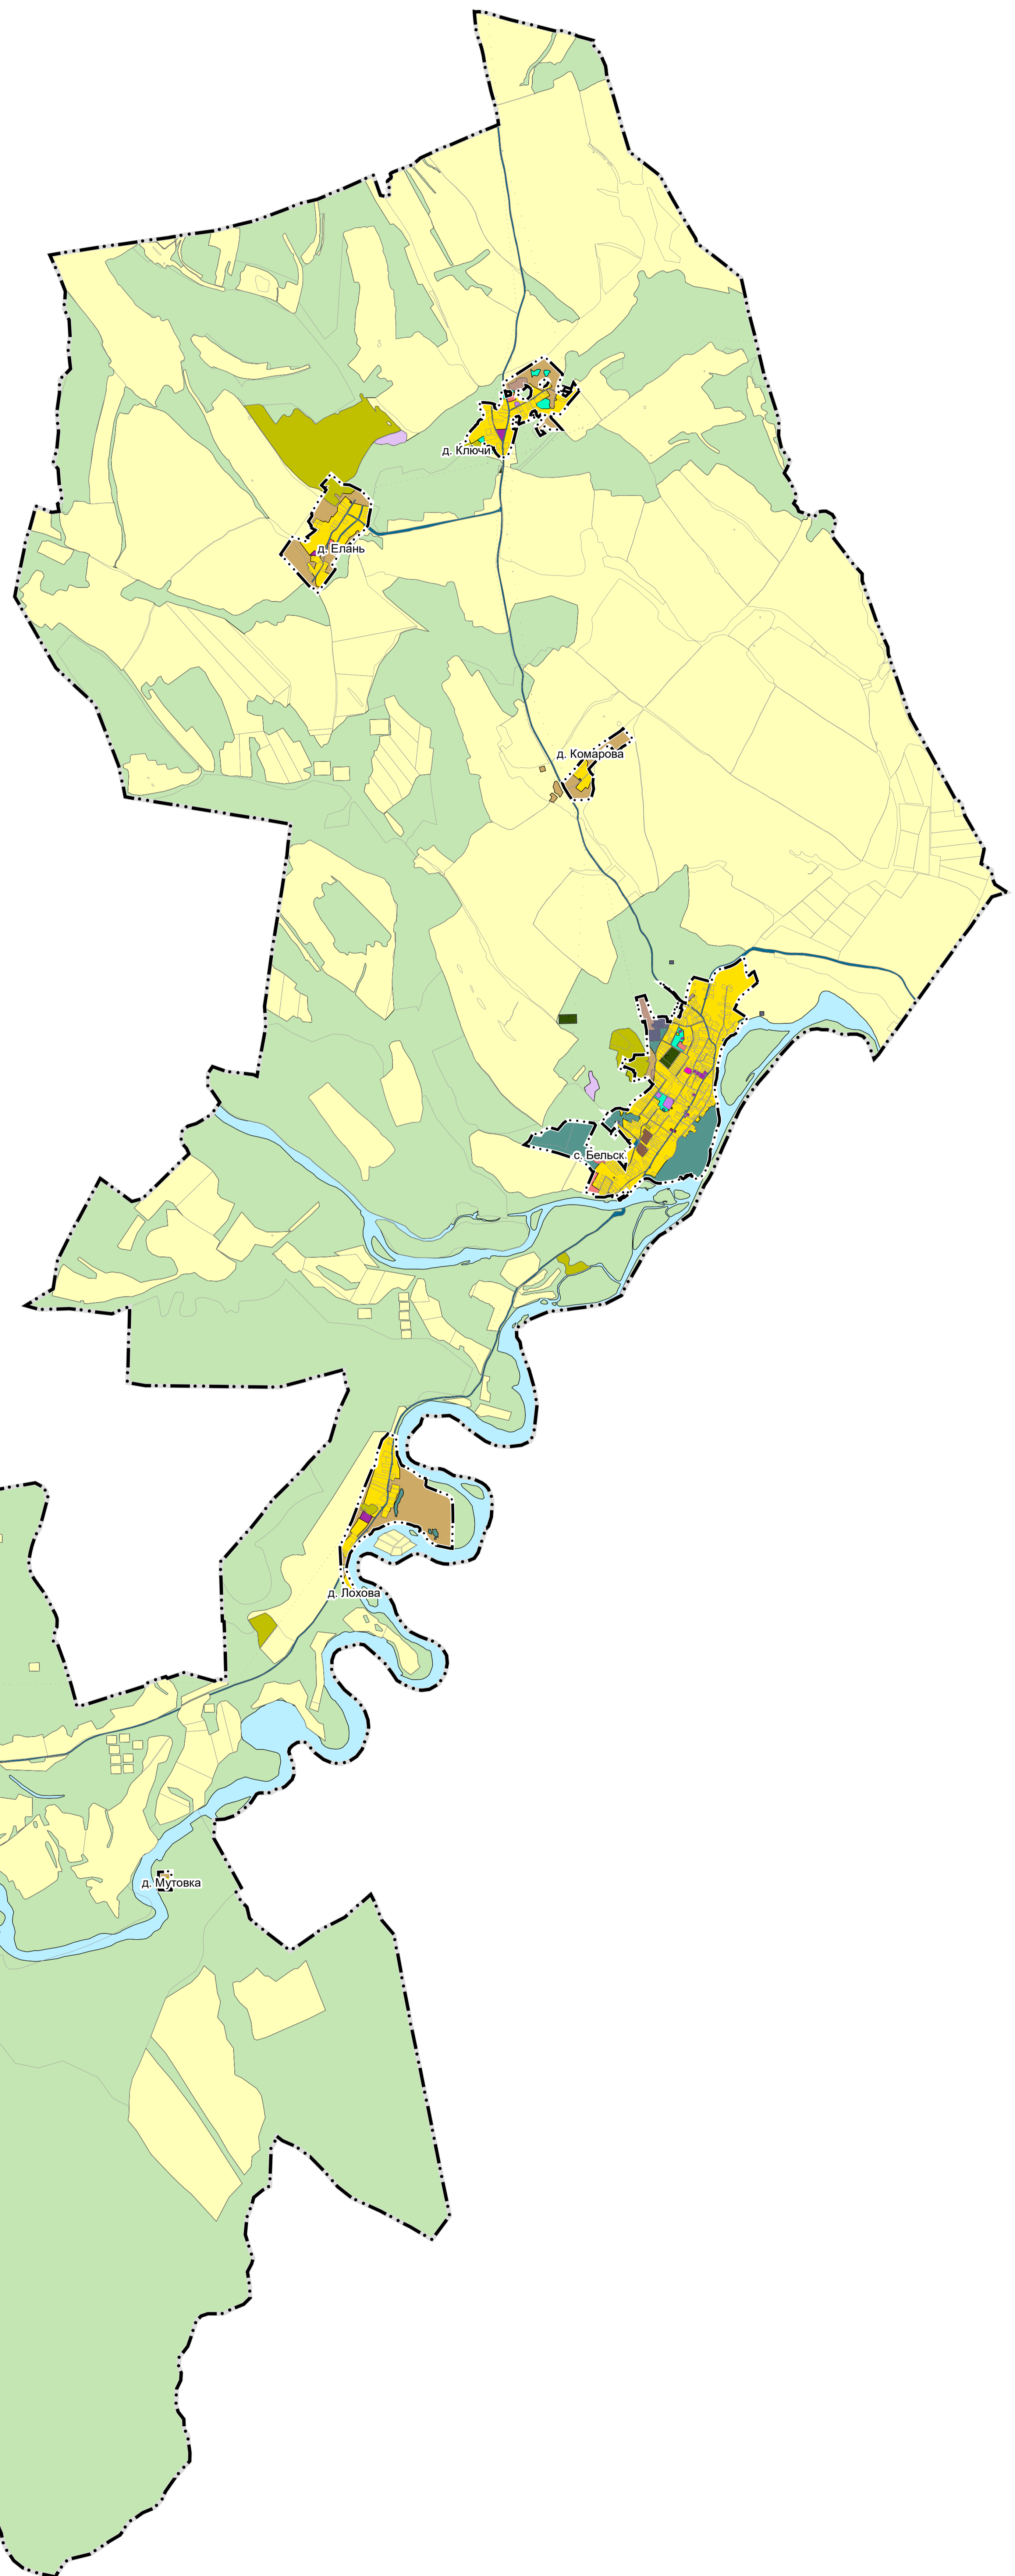 д. Ключи
д. Елань
д. Комарова
с. Бельск
д. Лохова
д. Мутовка